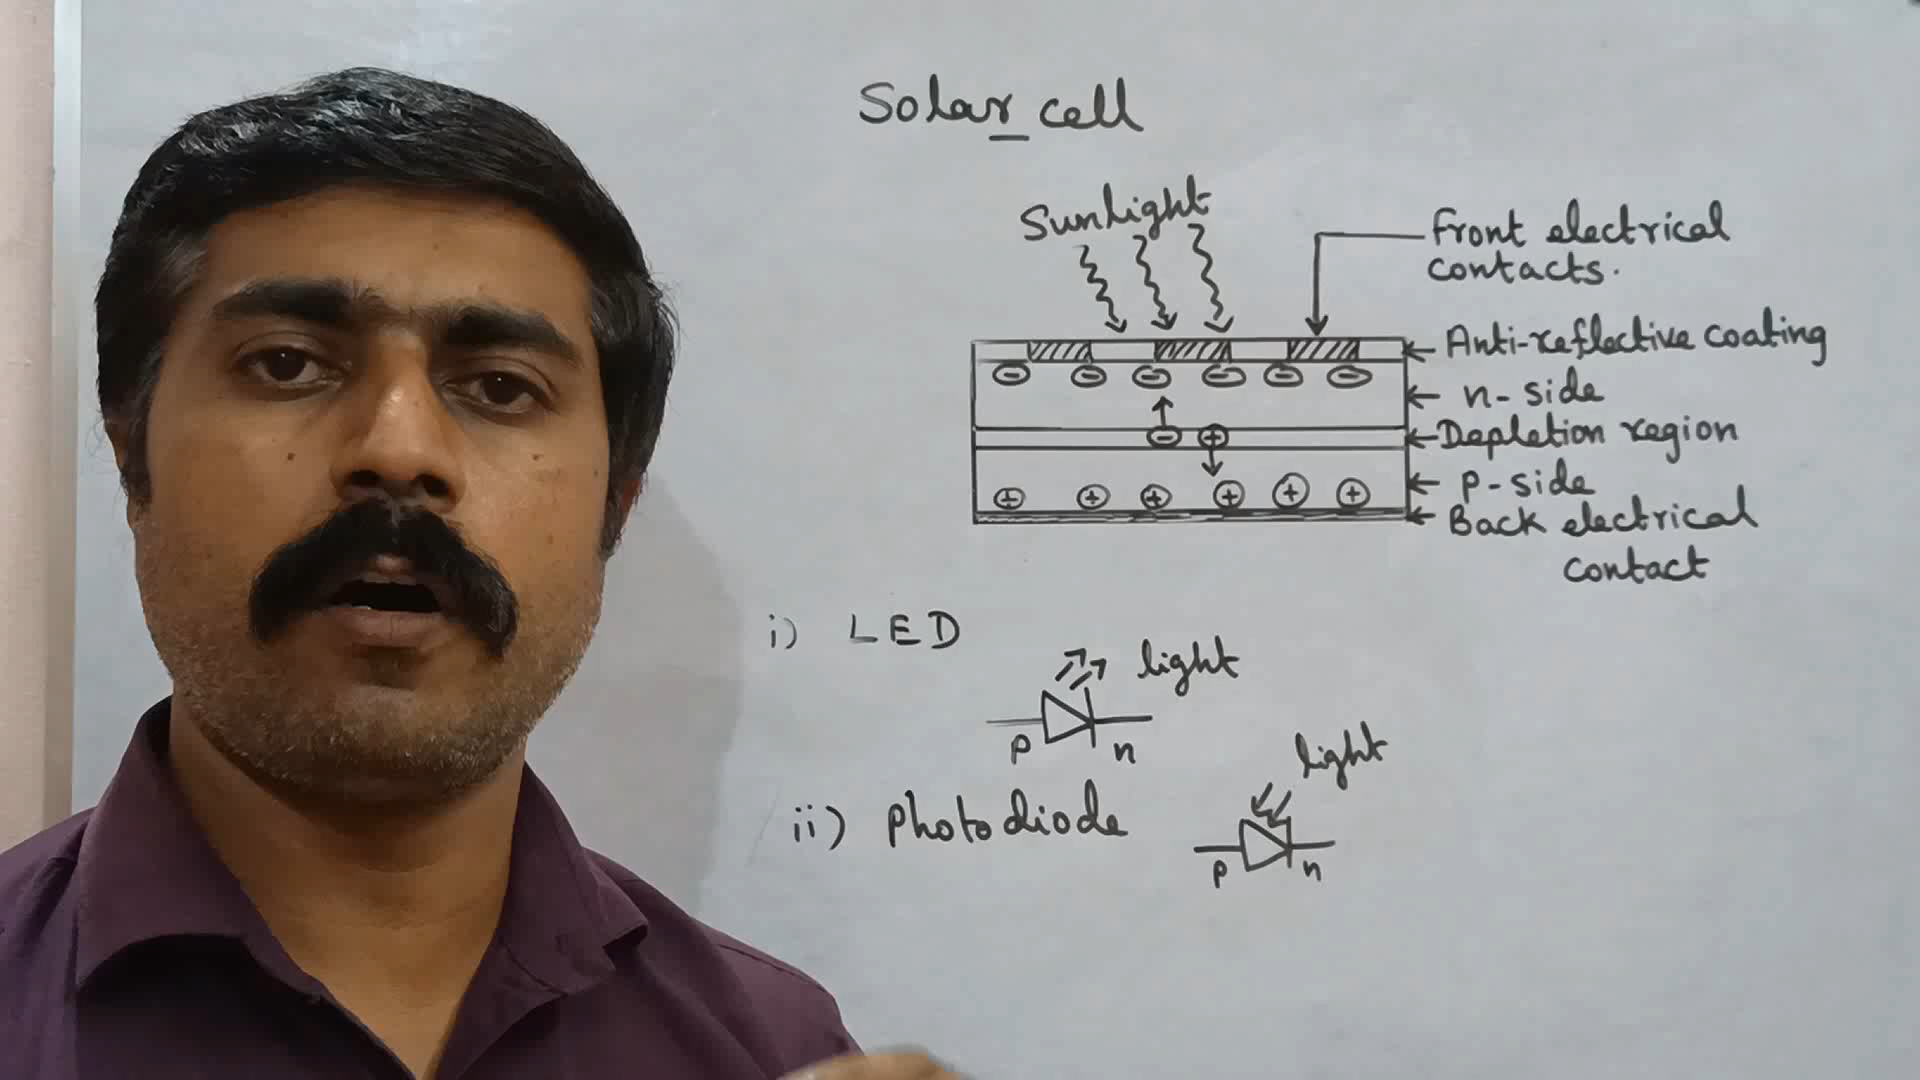 Solar cell
Sunlight
Front electrical
contacts.
Anti-reflective coating
n-side
Depletion region
p-side
Back electrical
contact
i) LED
light
p n
ii) Photodiode
light
p n